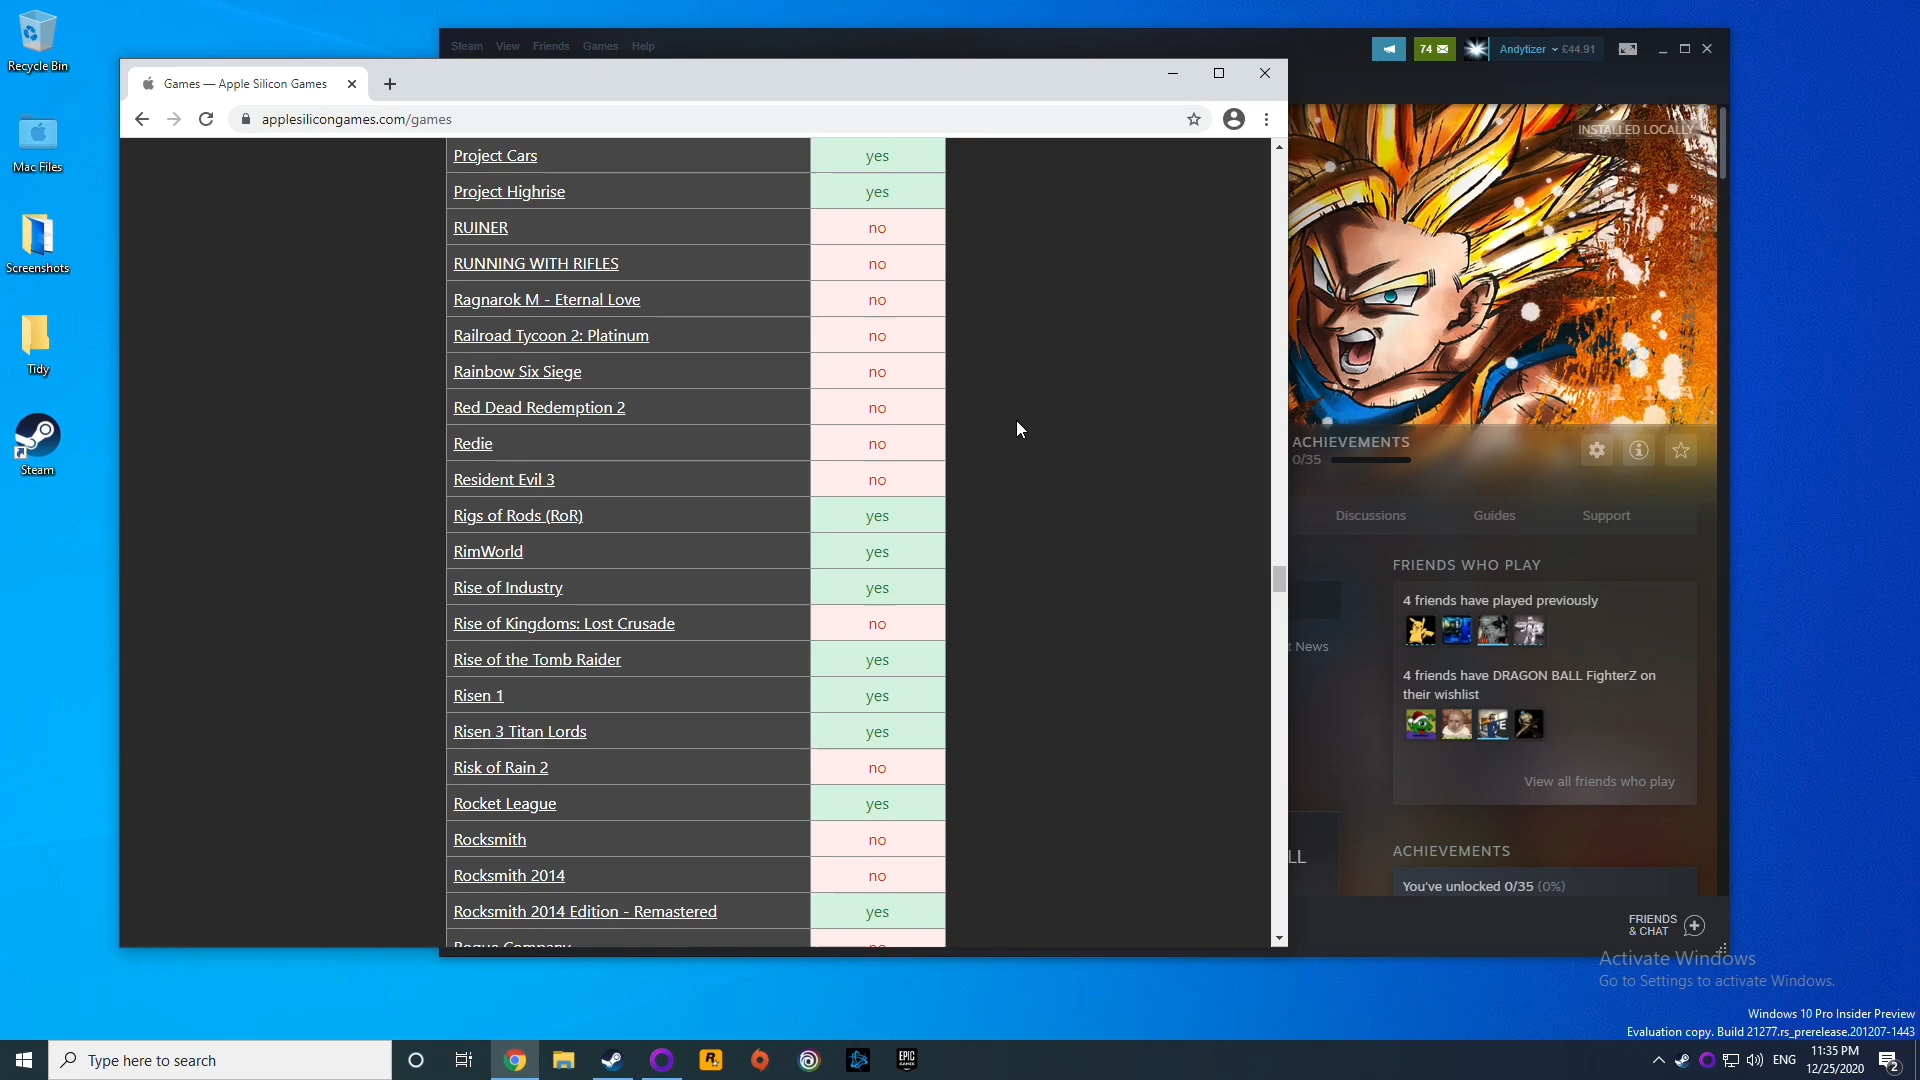 Recycle Bin
Mac Files
Screenshots
Tidy
Steam
Steam View Friends Games Help
74
Andytizer £44.91
Games — Apple Silicon Games
applesilicongames.com/games
Project Cars yes
Project Highrise yes
RUINER no
RUNNING WITH RIFLES no
Ragnarok M - Eternal Love no
Railroad Tycoon 2: Platinum no
Rainbow Six Siege no
Red Dead Redemption 2 no
Redie no
Resident Evil 3 no
Rigs of Rods (RoR) yes
RimWorld yes
Rise of Industry yes
Rise of Kingdoms: Lost Crusade no
Rise of the Tomb Raider yes
Risen 1 yes
Risen 3 Titan Lords yes
Risk of Rain 2 no
Rocket League yes
Rocksmith no
Rocksmith 2014 no
Rocksmith 2014 Edition - Remastered yes
Rogue Company no
INSTALLED LOCALLY
ACHIEVEMENTS
0/35
Discussions Guides Support
FRIENDS WHO PLAY
4 friends have played previously
t News
4 friends have DRAGON BALL FighterZ on
their wishlist
View all friends who play
LL
ACHIEVEMENTS
You've unlocked 0/35 (0%)
FRIENDS
& CHAT
Activate Windows
Go to Settings to activate Windows.
Windows 10 Pro Insider Preview
Evaluation copy. Build 21277.rs_prerelease.201207-1443
Type here to search
EPIC
GAMES
ENG
11:35 PM
12/25/2020
2